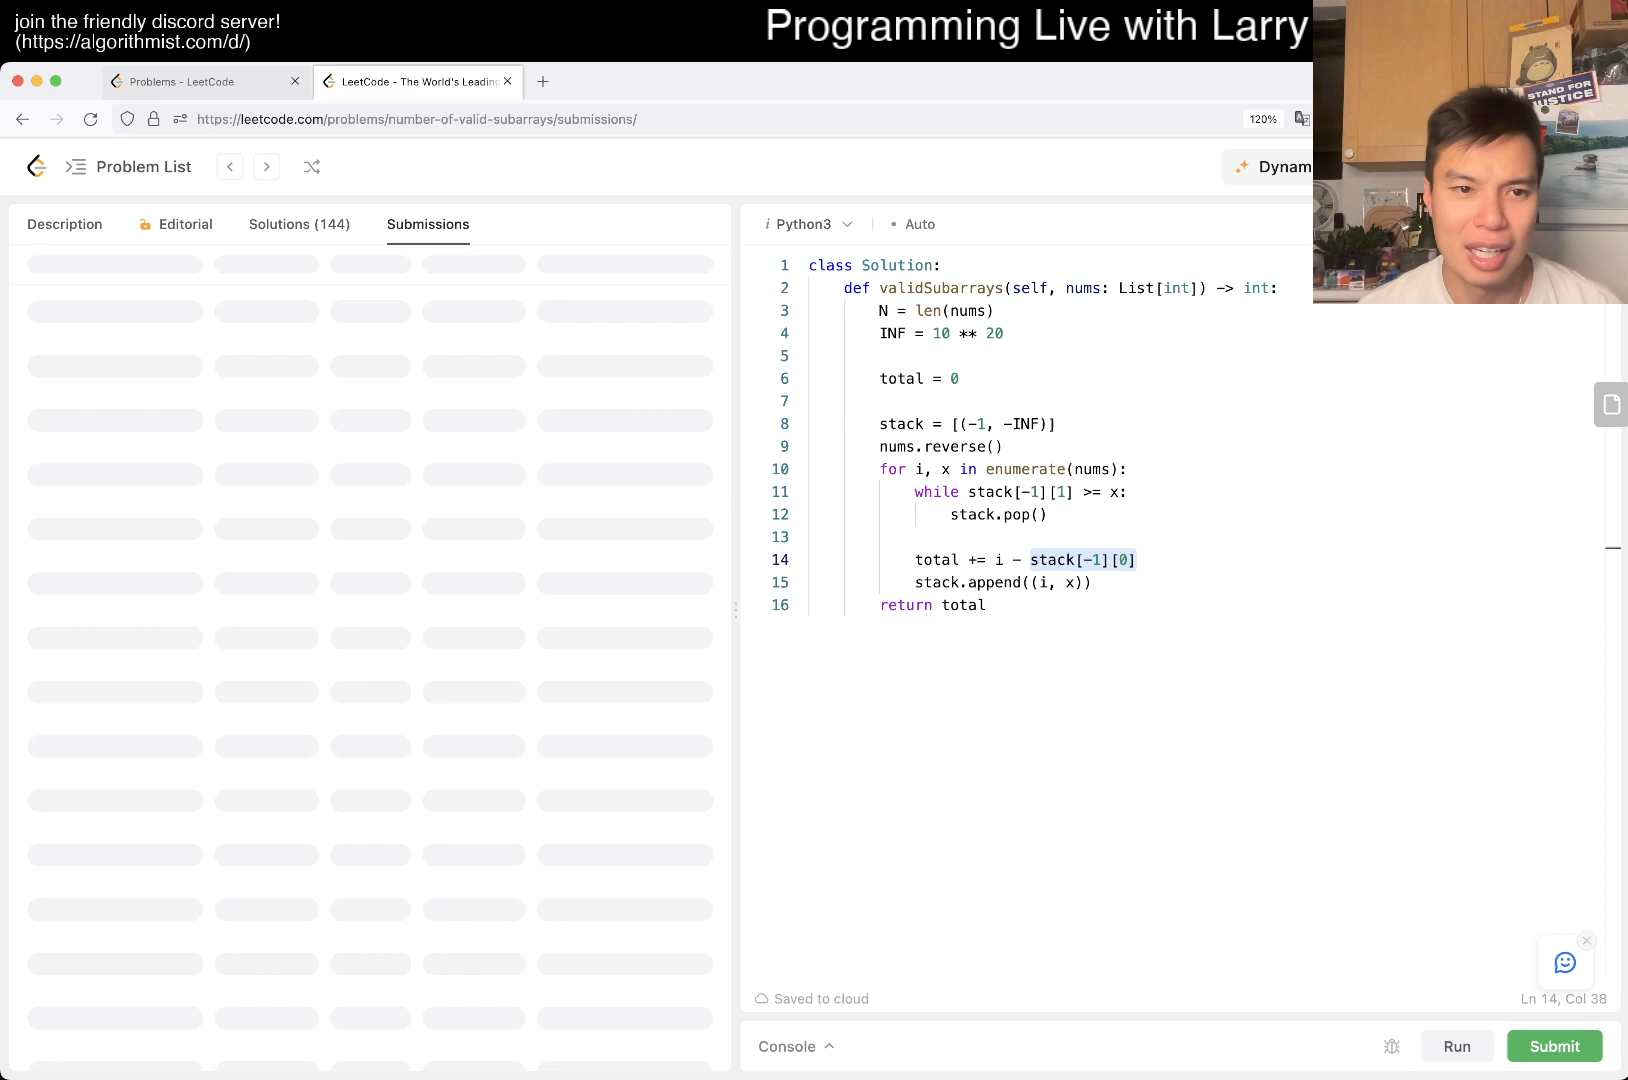 join the friendly discord server!
(https://algorithmist.com/d/)
Programming Live with Larry
STAND FOR
JUSTICE
Problems - LeetCode
LeetCode - The World's Leading
https://leetcode.com/problems/number-of-valid-subarrays/submissions/
120%
Problem List
Dynam
Description
Editorial
Solutions (144)
Submissions
i Python3
• Auto
1 class Solution:
2 def validSubarrays(self, nums: List[int]) -> int:
3 N = len(nums)
4 INF = 10 ** 20
5
6 total = 0
7
8 stack = [(-1, -INF)]
9 nums.reverse()
10 for i, x in enumerate(nums):
11 while stack[-1][1] >= x:
12 stack.pop()
13
14 total += i - stack[-1][0]
15 stack.append((i, x))
16 return total
Saved to cloud
Ln 14, Col 38
Console
Run
Submit